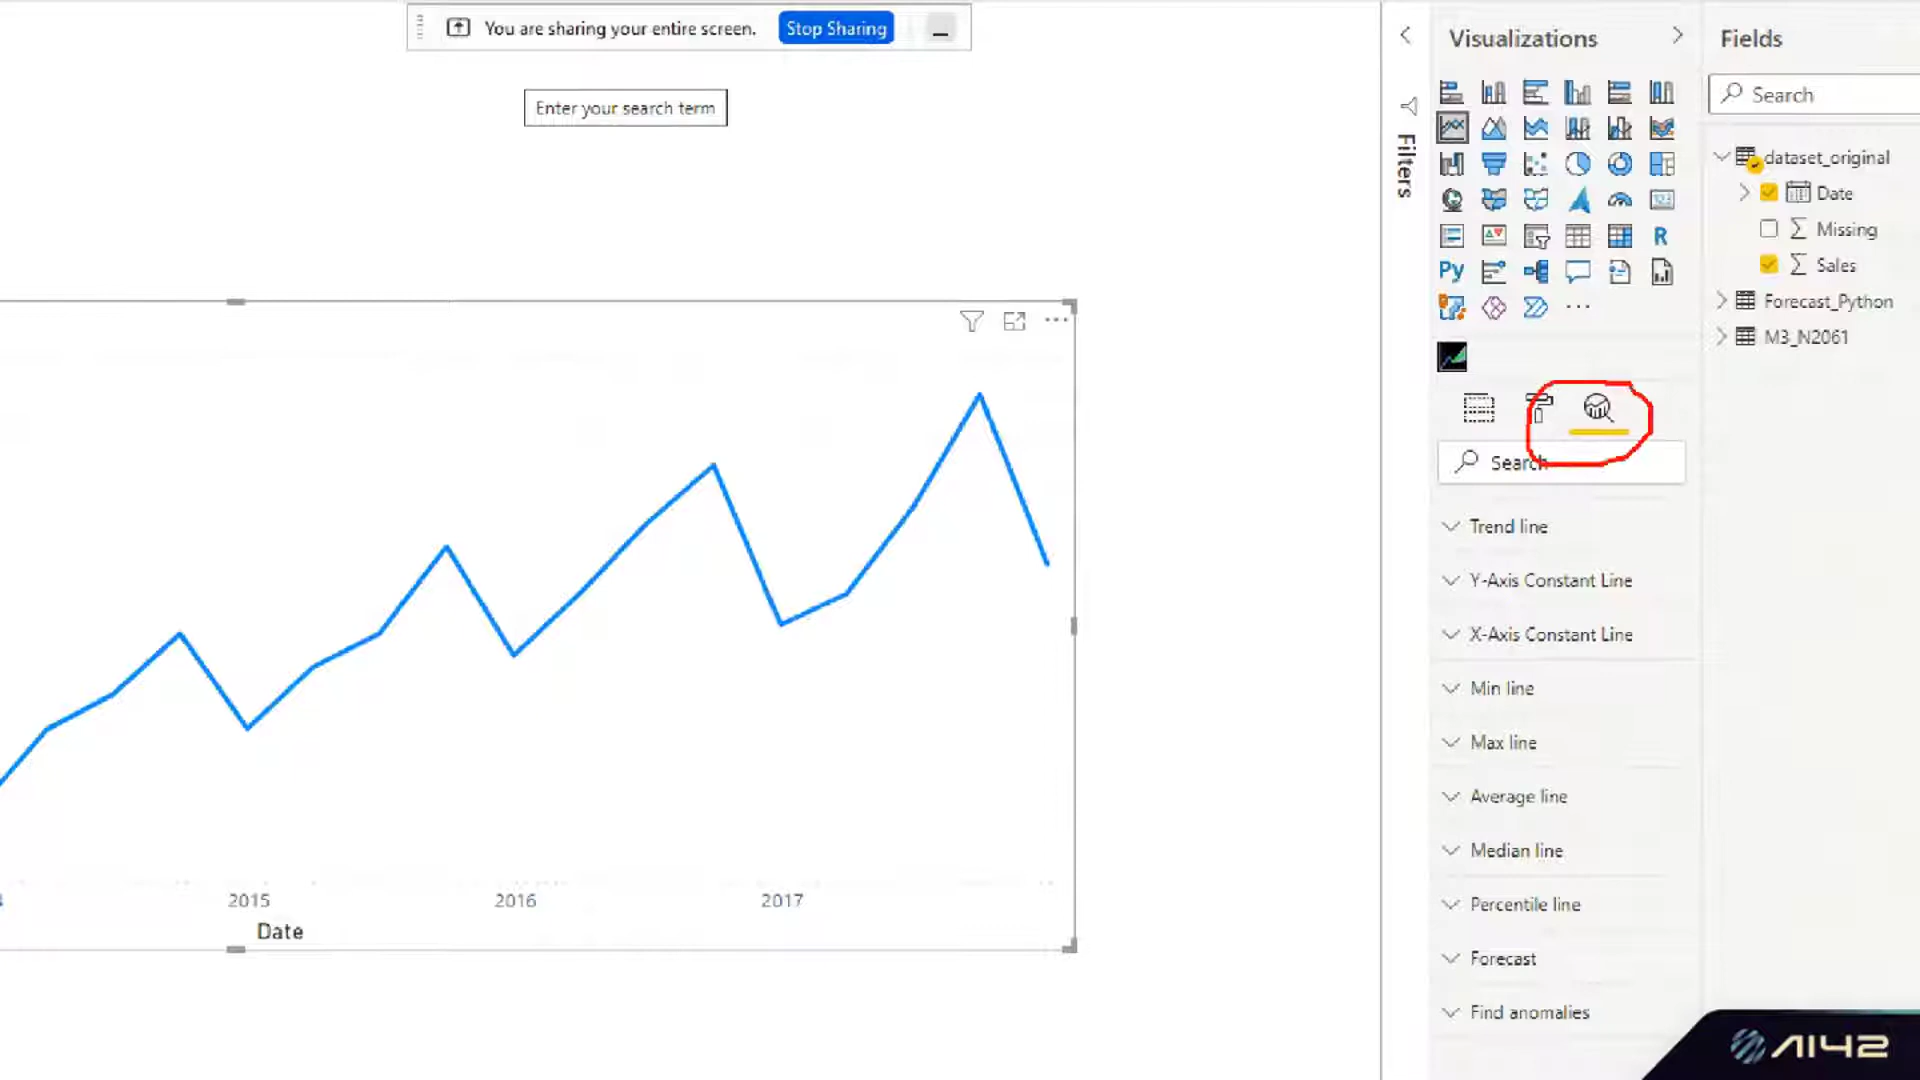 You are sharing your entire screen.
Stop Sharing
Enter your search term
2015
2016
2017
Date
Filters
Visualizations
R
Py
Search
Trend line
Y-Axis Constant Line
X-Axis Constant Line
Min line
Max line
Average line
Median line
Percentile line
Forecast
Find anomalies
Fields
Search
dataset_original
Date
Σ Missing
Σ Sales
Forecast_Python
M3_N2061
AI42